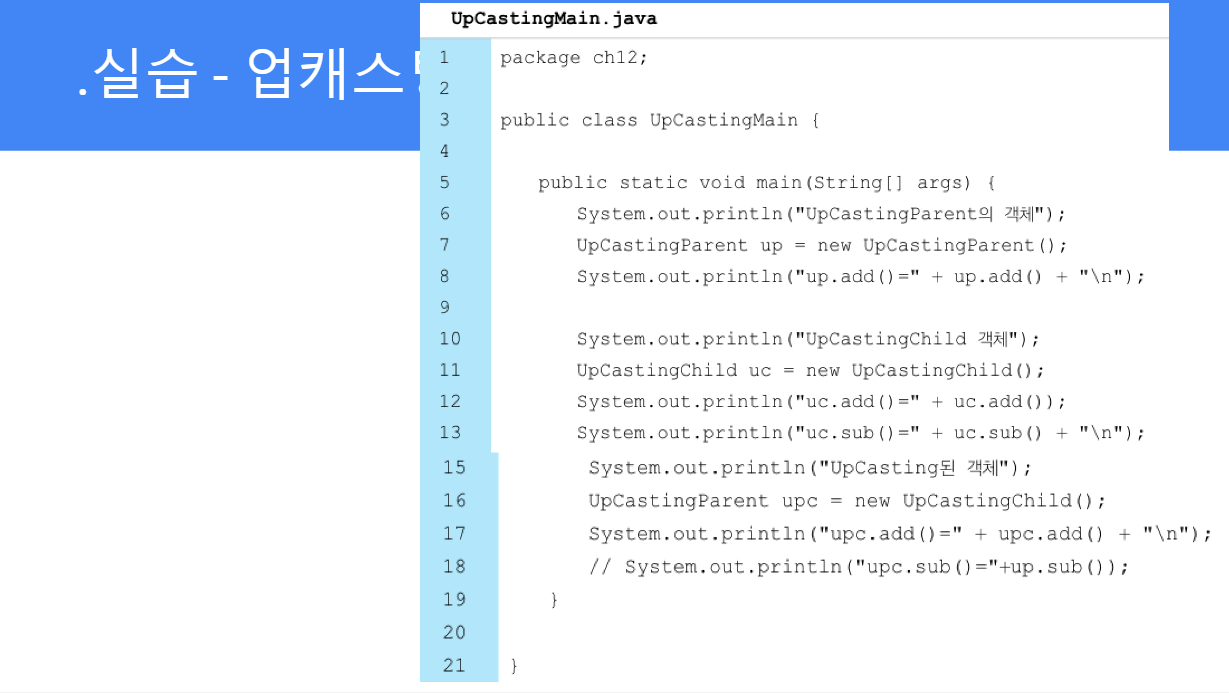 .실습 - 업캐스
UpCastingMain.java
1 package ch12;
2
3 public class UpCastingMain {
4
5 public static void main(String[] args) {
6 System.out.println("UpCastingParent의 객체");
7 UpCastingParent up = new UpCastingParent();
8 System.out.println("up.add()=" + up.add() + "\n");
9
10 System.out.println("UpCastingChild 객체");
11 UpCastingChild uc = new UpCastingChild();
12 System.out.println("uc.add()=" + uc.add());
13 System.out.println("uc.sub()=" + uc.sub() + "\n");
15 System.out.println("UpCasting된 객체");
16 UpCastingParent upc = new UpCastingChild();
17 System.out.println("upc.add()=" + upc.add() + "\n");
18 // System.out.println("upc.sub()="+up.sub());
19 }
20
21 }